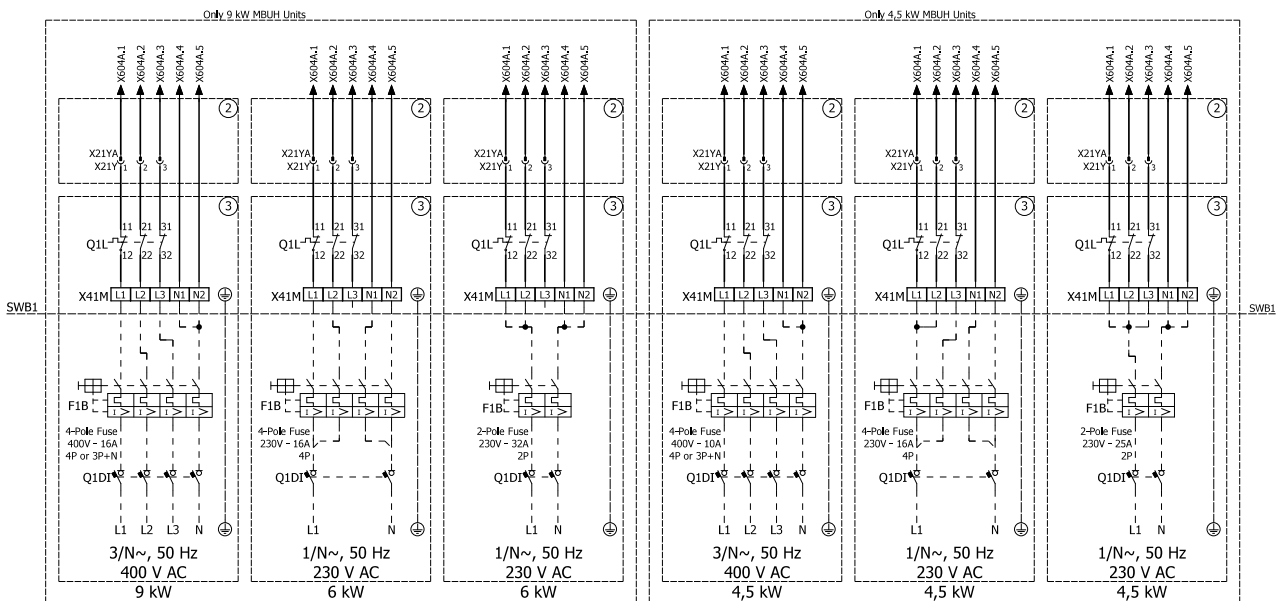 Only 9 kW MBUH Units
Only 4,5 kW MBUH Units
X604A.1 X604A.2 X604A.3 X604A.4 X604A.5
X604A.1 X604A.2 X604A.3 X604A.4 X604A.5
X604A.1 X604A.2 X604A.3 X604A.4 X604A.5
X604A.1 X604A.2 X604A.3 X604A.4 X604A.5
X604A.1 X604A.2 X604A.3 X604A.4 X604A.5
X604A.1 X604A.2 X604A.3 X604A.4 X604A.5
2 2 2 2 2 2
X21YA X21YA X21YA X21YA X21YA X21YA
X21Y 1 2 3 X21Y 1 2 3 X21Y 1 2 3 X21Y 1 2 3 X21Y 1 2 3 X21Y 1 2 3
3 3 3 3 3 3
11 21 31 11 21 31 11 21 31 11 21 31 11 21 31 11 21 31
Q1L Q1L Q1L Q1L Q1L Q1L
12 22 32 12 22 32 12 22 32 12 22 32 12 22 32 12 22 32
X41M L1 L2 L3 N1 N2 X41M L1 L2 L3 N1 N2 X41M L1 L2 L3 N1 N2 X41M L1 L2 L3 N1 N2 X41M L1 L2 L3 N1 N2 X41M L1 L2 L3 N1 N2
SWB1 SWB1
F1B F1B F1B F1B F1B F1B
I> I> I> I> I> I> I> I> I> I> I> I> I> I> I> I> I> I> I> I>
4-Pole Fuse 4-Pole Fuse 2-Pole Fuse 4-Pole Fuse 4-Pole Fuse 2-Pole Fuse
400V - 16A 230V - 16A 230V - 32A 400V - 10A 230V - 16A 230V - 25A
4P or 3P+N 4P 2P 4P or 3P+N 4P 2P
Q1DI Q1DI Q1DI Q1DI Q1DI Q1DI
L1 L2 L3 N L1 N L1 N L1 L2 L3 N L1 N L1 N
3/N~, 50 Hz 1/N~, 50 Hz 1/N~, 50 Hz 3/N~, 50 Hz 1/N~, 50 Hz 1/N~, 50 Hz
400 V AC 230 V AC 230 V AC 400 V AC 230 V AC 230 V AC
9 kW 6 kW 6 kW 4,5 kW 4,5 kW 4,5 kW